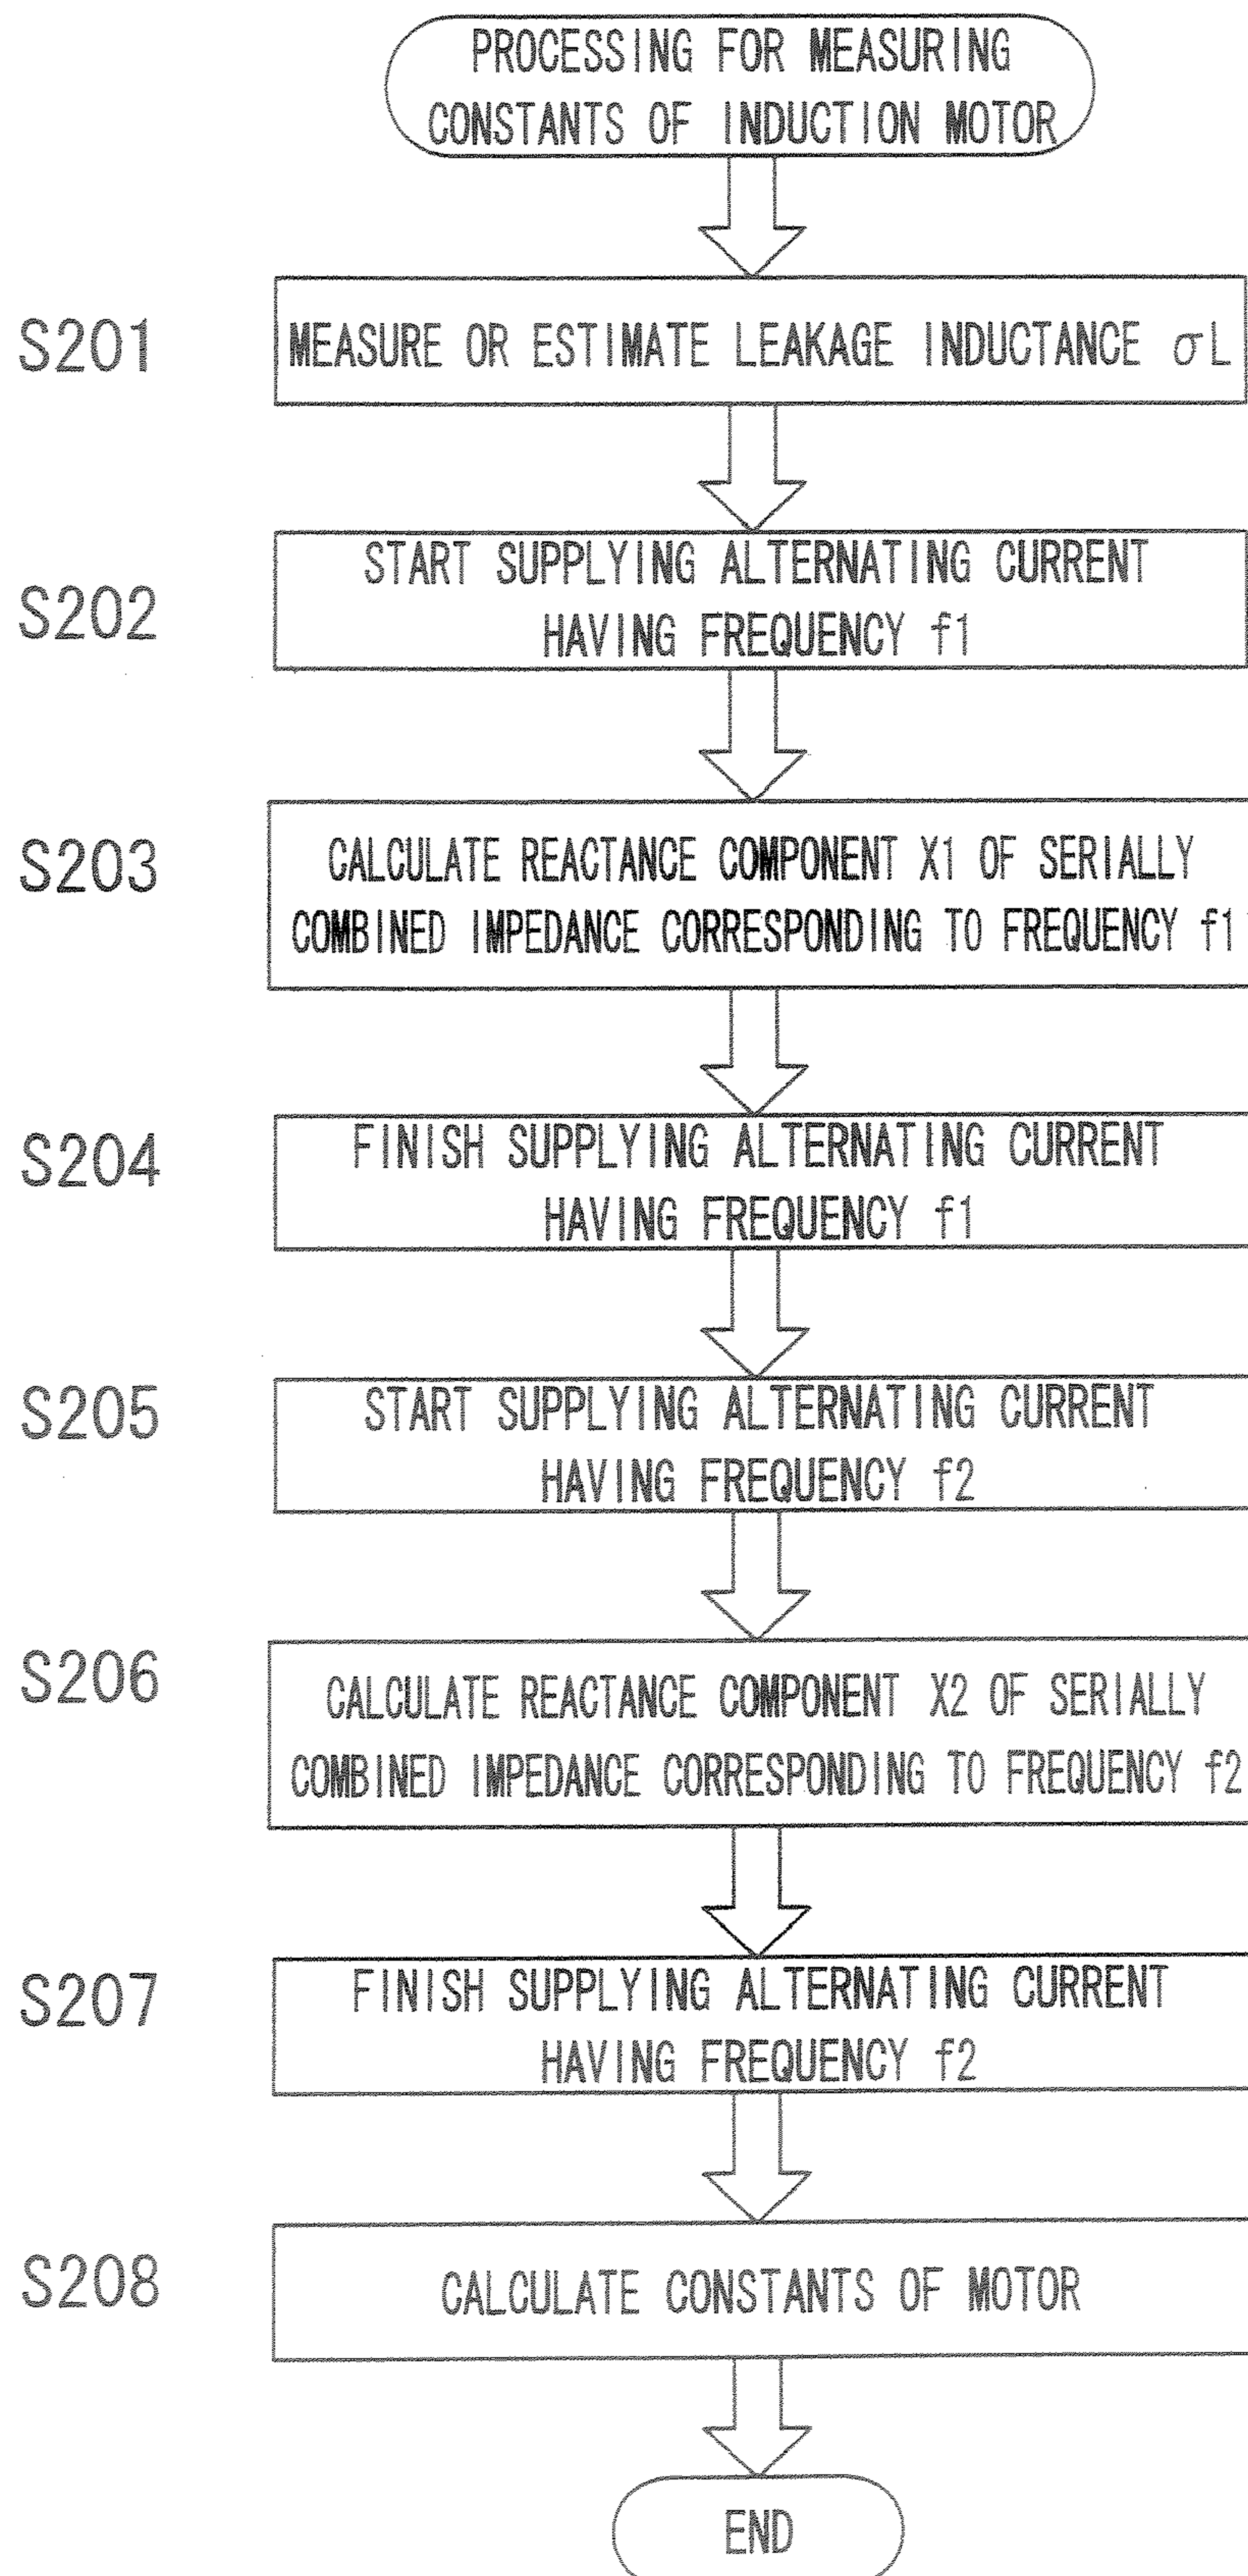 PROCESSING FOR MEASURING
CONSTANTS OF INDUCTION MOTOR
S201
MEASURE OR ESTIMATE LEAKAGE INDUCTANCE σL
S202
START SUPPLYING ALTERNATING CURRENT
HAVING FREQUENCY f1
S203
CALCULATE REACTANCE COMPONENT X1 OF SERIALLY
COMBINED IMPEDANCE CORRESPONDING TO FREQUENCY f1
S204
FINISH SUPPLYING ALTERNATING CURRENT
HAVING FREQUENCY f1
S205
START SUPPLYING ALTERNATING CURRENT
HAVING FREQUENCY f2
S206
CALCULATE REACTANCE COMPONENT X2 OF SERIALLY
COMBINED IMPEDANCE CORRESPONDING TO FREQUENCY f2
S207
FINISH SUPPLYING ALTERNATING CURRENT
HAVING FREQUENCY f2
S208
CALCULATE CONSTANTS OF MOTOR
END